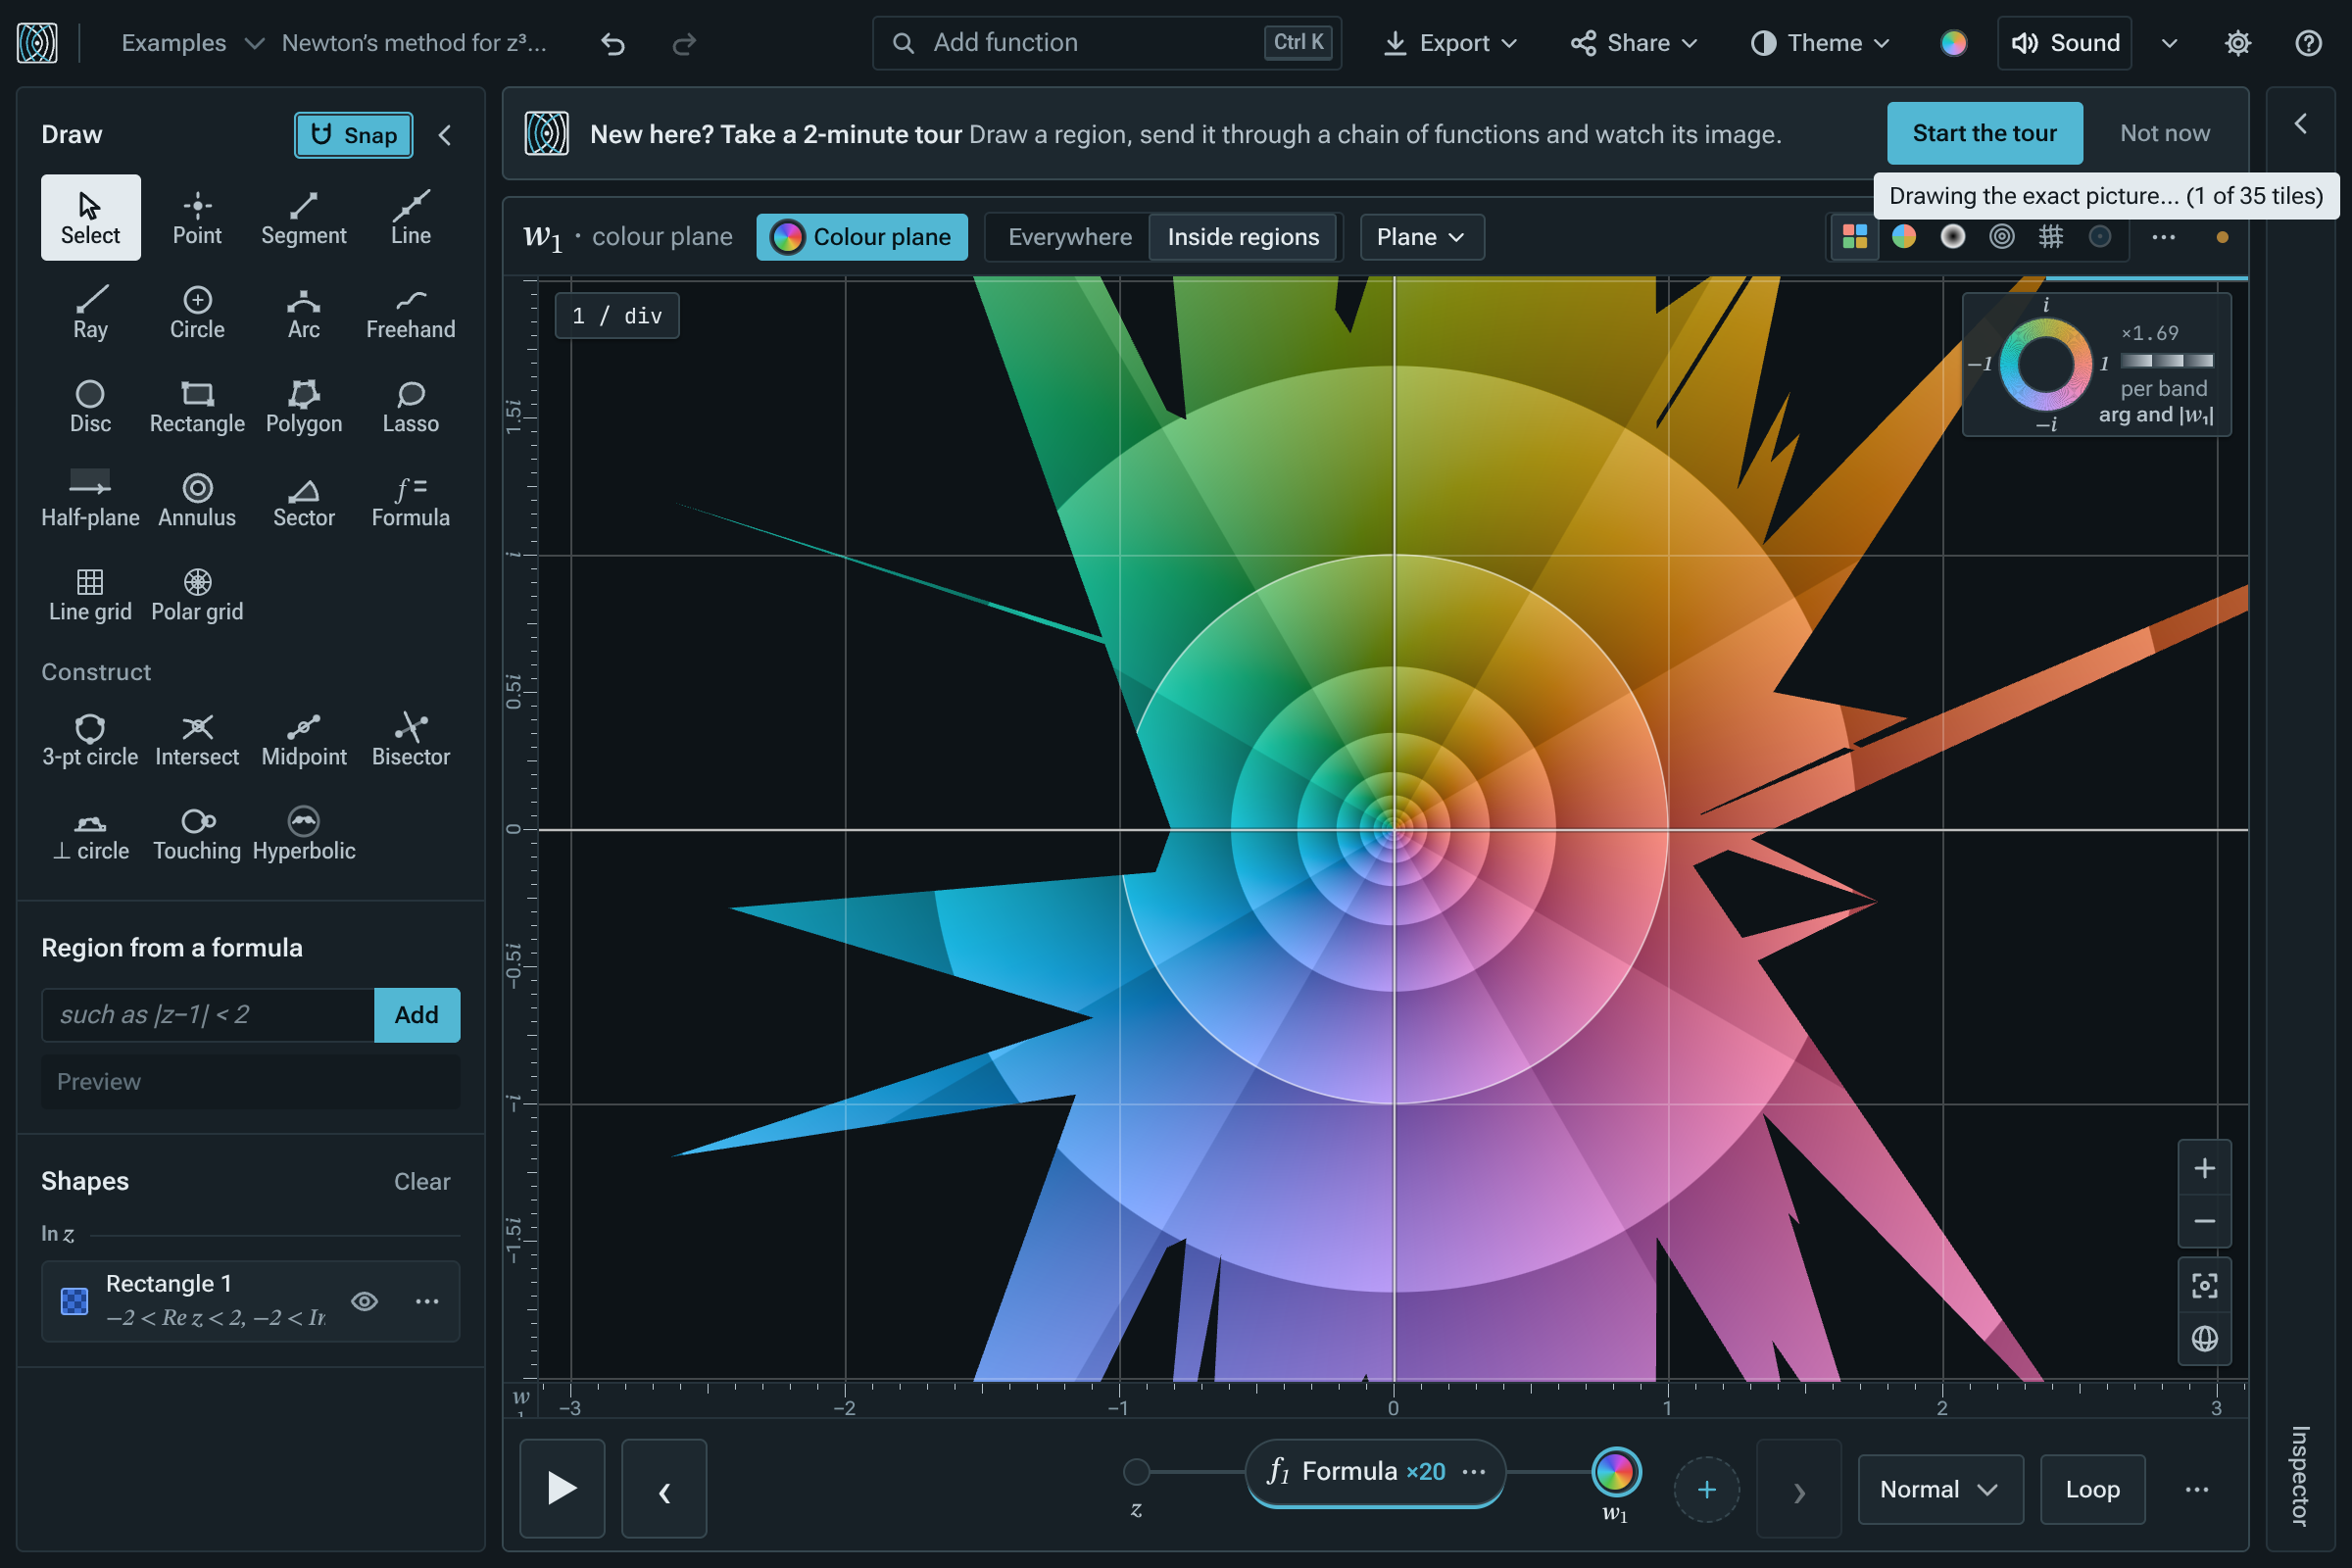 Examples
Newton's method for z³...
Add function
Ctrl K
Export
Share
Theme
Sound
Draw
Snap
Select
Point
Segment
Line
Ray
Circle
Arc
Freehand
Disc
Rectangle
Polygon
Lasso
Half-plane
Annulus
Sector
f =
Formula
Line grid
Polar grid
Construct
3-pt circle
Intersect
Midpoint
Bisector
⊥ circle
Touching
Hyperbolic
Region from a formula
such as |z−1| < 2
Add
Preview
Shapes
Clear
In z
Rectangle 1
−2 < Re z < 2, −2 < Ir
New here? Take a 2-minute tour Draw a region, send it through a chain of functions and watch its image.
Start the tour
Not now
Drawing the exact picture... (1 of 35 tiles)
w₁ · colour plane
Colour plane
Everywhere
Inside regions
Plane
1 / div
i
−1
1
−i
×1.69
per band
arg and |w₁|
1.5i
i
0.5i
0
−0.5i
−i
−1.5i
w
−3
−2
−1
0
1
2
3
z
f₁ Formula ×20
w₁
Normal
Loop
Inspector